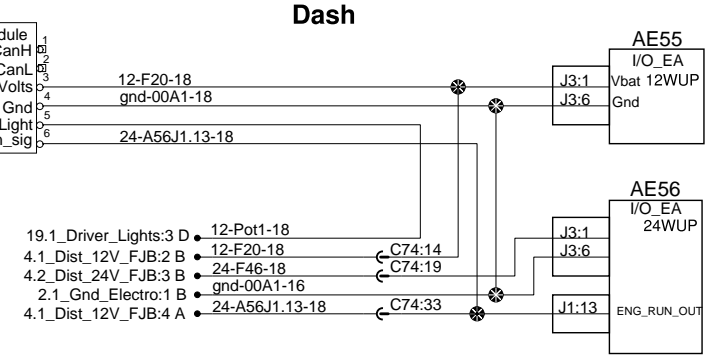 Dash
dule
CanH 1
CanL 2
Volts 3 12-F20-18
Gnd 4 gnd-00A1-18
Light 5
n_sig 6 24-A56J1.13-18
AE55
I/O_EA
J3:1 Vbat 12WUP
J3:6 Gnd
AE56
I/O_EA
24WUP
J3:1
J3:6
J1:13 ENG_RUN_OUT
19.1_Driver_Lights:3 D 12-Pot1-18
4.1_Dist_12V_FJB:2 B 12-F20-18 C74:14
4.2_Dist_24V_FJB:3 B 24-F46-18 C74:19
2.1_Gnd_Electro:1 B gnd-00A1-16
4.1_Dist_12V_FJB:4 A 24-A56J1.13-18 C74:33